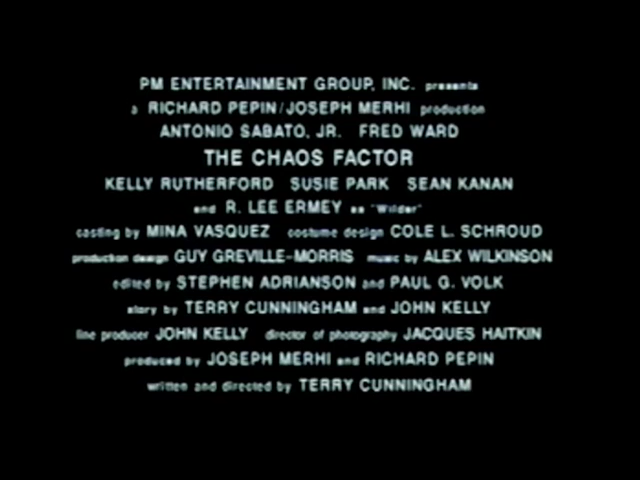 PM ENTERTAINMENT GROUP, INC. presents
a RICHARD PEPIN/JOSEPH MERHI production
ANTONIO SABATO, JR. FRED WARD
THE CHAOS FACTOR
KELLY RUTHERFORD SUSIE PARK SEAN KANAN
and R. LEE ERMEY as "Wilder"
casting by MINA VASQUEZ costume design COLE L. SCHROUD
production design GUY GREVILLE-MORRIS music by ALEX WILKINSON
edited by STEPHEN ADRIANSON and PAUL G. VOLK
story by TERRY CUNNINGHAM and JOHN KELLY
line producer JOHN KELLY director of photography JACQUES HAITKIN
produced by JOSEPH MERHI and RICHARD PEPIN
written and directed by TERRY CUNNINGHAM